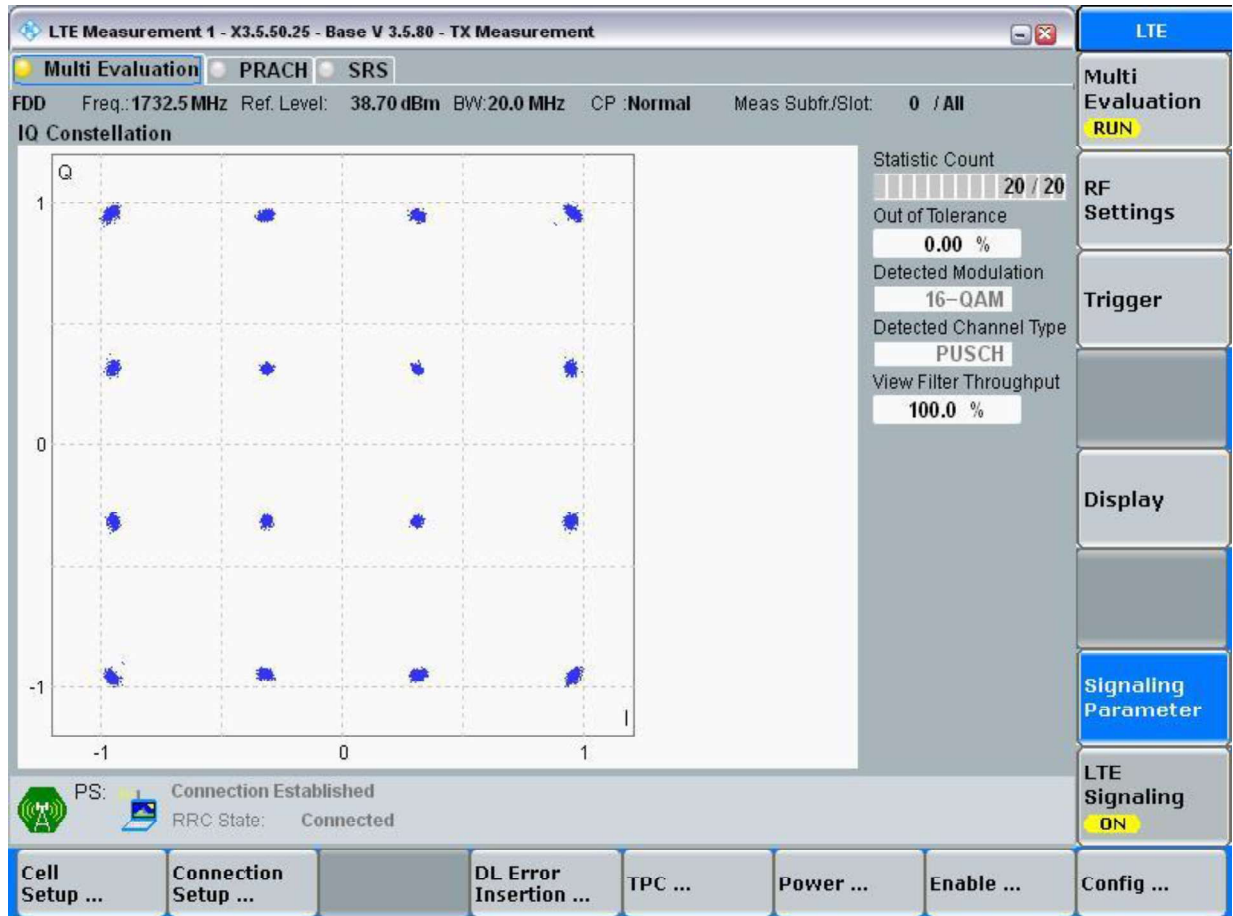 LTE Measurement 1 - X3.5.50.25 - Base V 3.5.80 - TX Measurement
LTE
Multi Evaluation PRACH SRS
FDD Freq.: 1732.5 MHz Ref. Level: 38.70 dBm BW: 20.0 MHz CP : Normal Meas Subfr./Slot: 0 / All
IQ Constellation
Q
1
0
-1
I
-1 0 1
Statistic Count
20 / 20
Out of Tolerance
0.00 %
Detected Modulation
16-QAM
Detected Channel Type
PUSCH
View Filter Throughput
100.0 %
Multi
Evaluation
RUN
RF
Settings
Trigger
Display
Signaling
Parameter
LTE
Signaling
ON
PS: Connection Established
RRC State: Connected
Cell
Setup ...
Connection
Setup ...
DL Error
Insertion ...
TPC ...
Power ...
Enable ...
Config ...